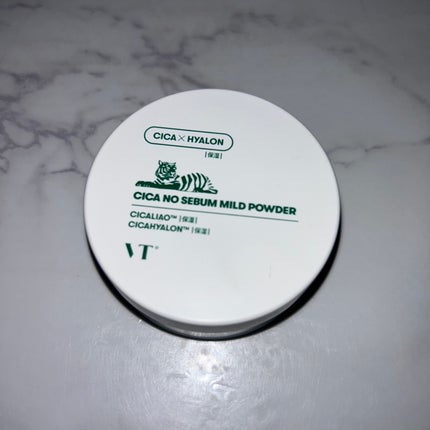 CICA×HYALON
|保湿|
CICA NO SEBUM MILD POWDER
CICALIAO™ |保湿|
CICAHYALON™ |保湿|
VT®